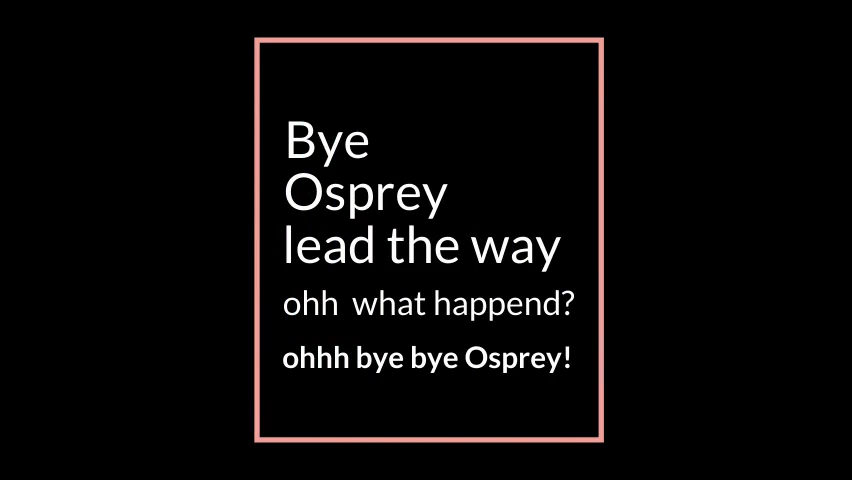 Bye
Osprey
lead the way
ohh what happend?
ohhh bye bye Osprey!